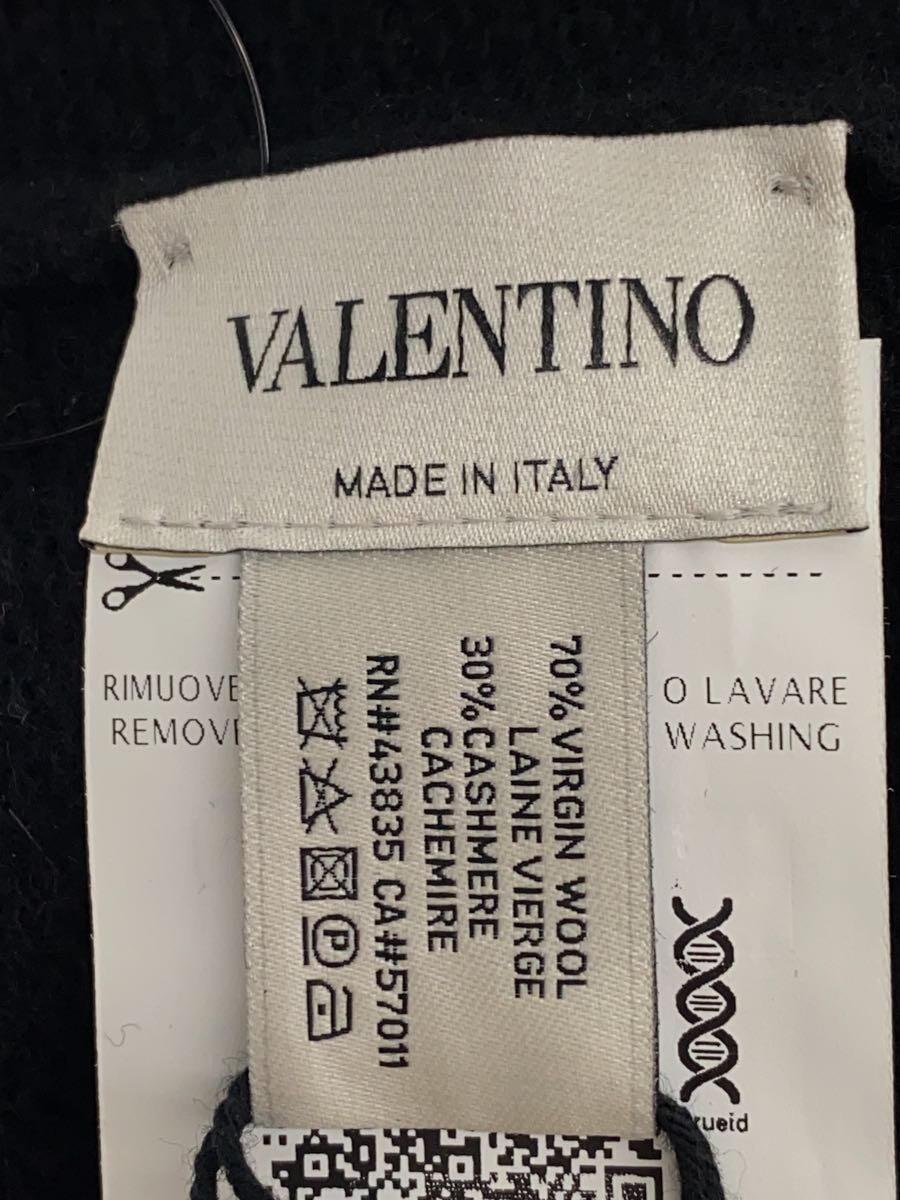 VALENTINO
MADE IN ITALY
RIMUOVE
O LAVARE
WASHING
70% VIRGIN WOOL
LAINE VIERGE
30% CASHMERE
CACHEMIRE
RN#43835 CA#57011